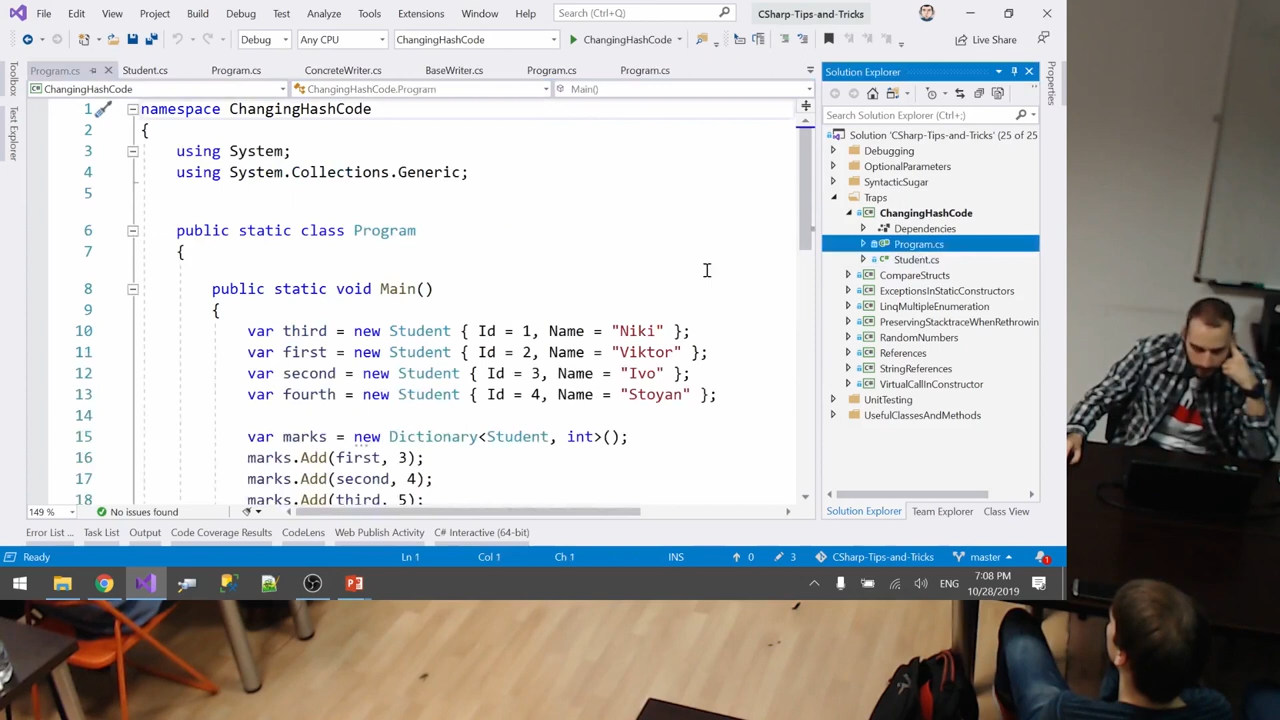 File Edit View Project Build Debug Test Analyze Tools Extensions Window Help Search (Ctrl+Q) CSharp-Tips-and-Tricks
Debug Any CPU ChangingHashCode ChangingHashCode Live Share
Program.cs Student.cs Program.cs ConcreteWriter.cs BaseWriter.cs Program.cs Program.cs
ChangingHashCode ChangingHashCode.Program Main()
Toolbox
Test Explorer
1 namespace ChangingHashCode
2 {
3 using System;
4 using System.Collections.Generic;
5
6 public static class Program
7 {
8 public static void Main()
9 {
10 var third = new Student { Id = 1, Name = "Niki" };
11 var first = new Student { Id = 2, Name = "Viktor" };
12 var second = new Student { Id = 3, Name = "Ivo" };
13 var fourth = new Student { Id = 4, Name = "Stoyan" };
14
15 var marks = new Dictionary<Student, int>();
16 marks.Add(first, 3);
17 marks.Add(second, 4);
18 marks.Add(third, 5);
149 % No issues found
Solution Explorer
Search Solution Explorer (Ctrl+;)
Solution 'CSharp-Tips-and-Tricks' (25 of 25
Debugging
OptionalParameters
SyntacticSugar
Traps
ChangingHashCode
Dependencies
Program.cs
Student.cs
CompareStructs
ExceptionsInStaticConstructors
LinqMultipleEnumeration
PreservingStacktraceWhenRethrowin
RandomNumbers
References
StringReferences
VirtualCallInConstructor
UnitTesting
UsefulClassesAndMethods
Solution Explorer Team Explorer Class View
Properties
Error List ... Task List Output Code Coverage Results CodeLens Web Publish Activity C# Interactive (64-bit)
Ready Ln 1 Col 1 Ch 1 INS 0 3 CSharp-Tips-and-Tricks master 1
ENG 7:08 PM
10/28/2019